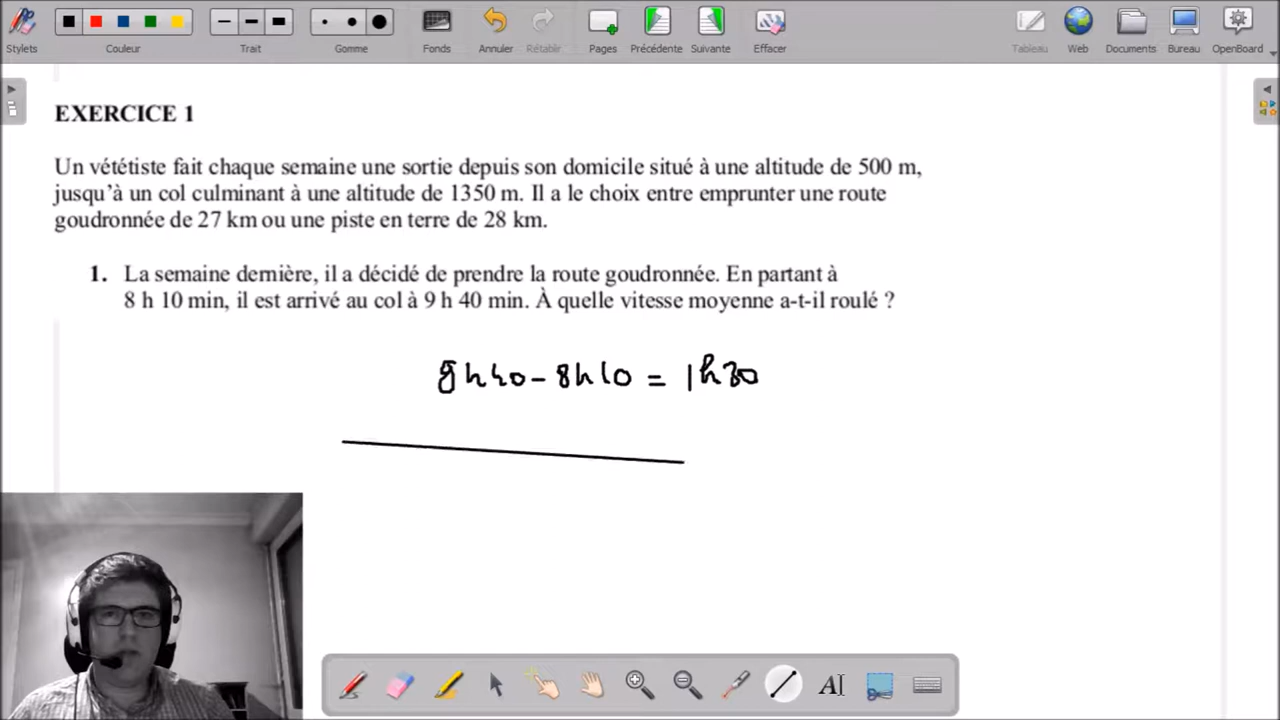 Stylets
Couleur
Trait
Gomme
Fonds
Annuler
Rétablir
Pages
Précédente
Suivante
Effacer
Tableau
Web
Documents
Bureau
OpenBoard
EXERCICE 1
Un vététiste fait chaque semaine une sortie depuis son domicile situé à une altitude de 500 m,
jusqu'à un col culminant à une altitude de 1350 m. Il a le choix entre emprunter une route
goudronnée de 27 km ou une piste en terre de 28 km.
1. La semaine dernière, il a décidé de prendre la route goudronnée. En partant à
8 h 10 min, il est arrivé au col à 9 h 40 min. À quelle vitesse moyenne a-t-il roulé ?
9h40 - 8h10 = 1h30
AI